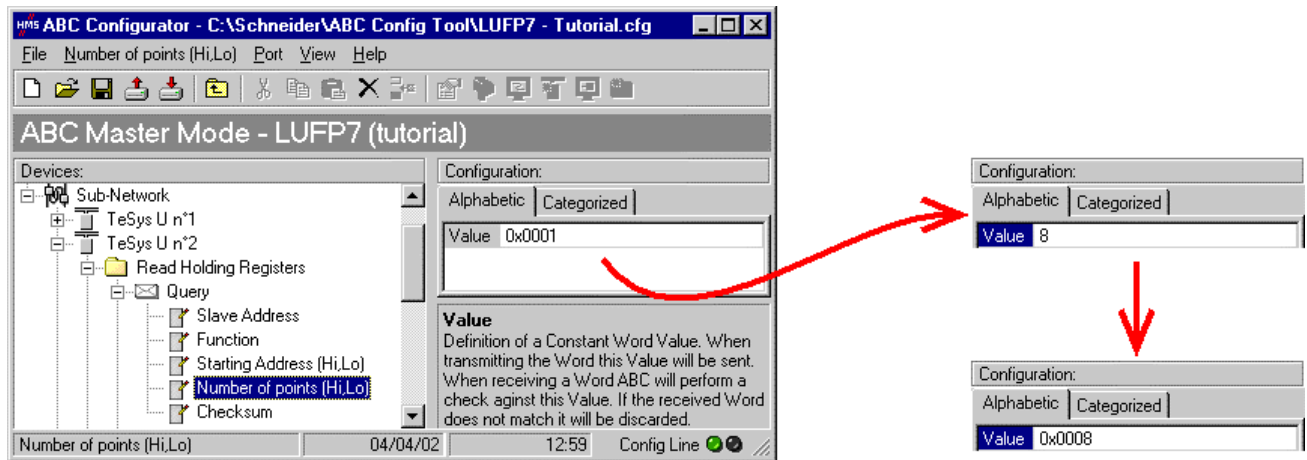 HMS ABC Configurator - C:\Schneider\ABC Config Tool\LUFP7 - Tutorial.cfg
File Number of points (Hi,Lo) Port View Help
ABC Master Mode - LUFP7 (tutorial)
Devices:
Sub-Network
TeSys U n°1
TeSys U n°2
Read Holding Registers
Query
Slave Address
Function
Starting Address (Hi,Lo)
Number of points (Hi,Lo)
Checksum
Configuration:
Alphabetic Categorized
Value 0x0001
Value
Definition of a Constant Word Value. When
transmitting the Word this Value will be sent.
When receiving a Word ABC will perform a
check aginst this Value. If the received Word
does not match it will be discarded.
Number of points (Hi,Lo) 04/04/02 12:59 Config Line
Configuration:
Alphabetic Categorized
Value 8
Configuration:
Alphabetic Categorized
Value 0x0008